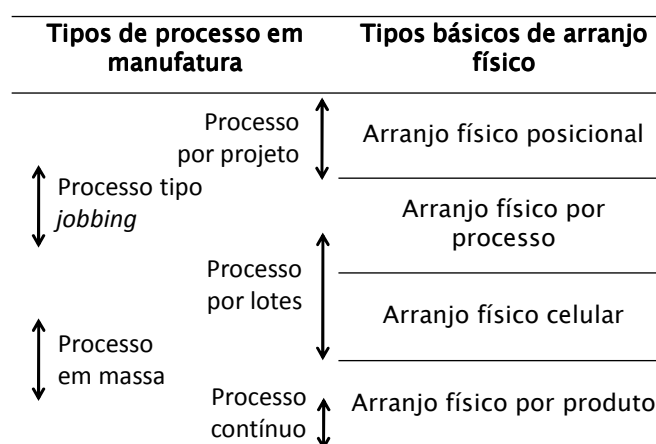 Tipos de processo em
manufatura
Tipos básicos de arranjo
físico
Processo
por projeto
Arranjo físico posicional
Processo tipo
jobbing
Arranjo físico por
processo
Processo
por lotes
Arranjo físico celular
Processo
em massa
Processo
contínuo
Arranjo físico por produto